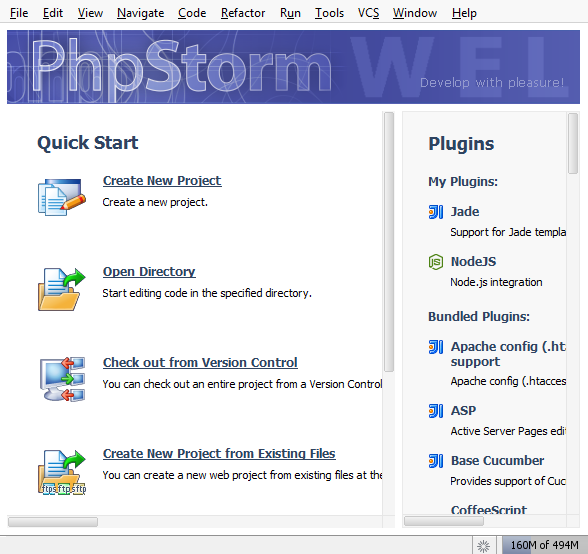 File Edit View Navigate Code Refactor Run Tools VCS Window Help
PhpStorm
WEL
Develop with pleasure!
Quick Start
Create New Project
Create a new project.
Open Directory
Start editing code in the specified directory.
Check out from Version Control
You can check out an entire project from a Version Control
Create New Project from Existing Files
You can create a new web project from existing files at the
ftps ftps ftp
Plugins
My Plugins:
Jade
Support for Jade templa
NodeJS
Node.js integration
Bundled Plugins:
Apache config (.ht
support
Apache config (.htacces
ASP
Active Server Pages edit
Base Cucumber
Provides support of Cuc
CoffeeScript
160M of 494M